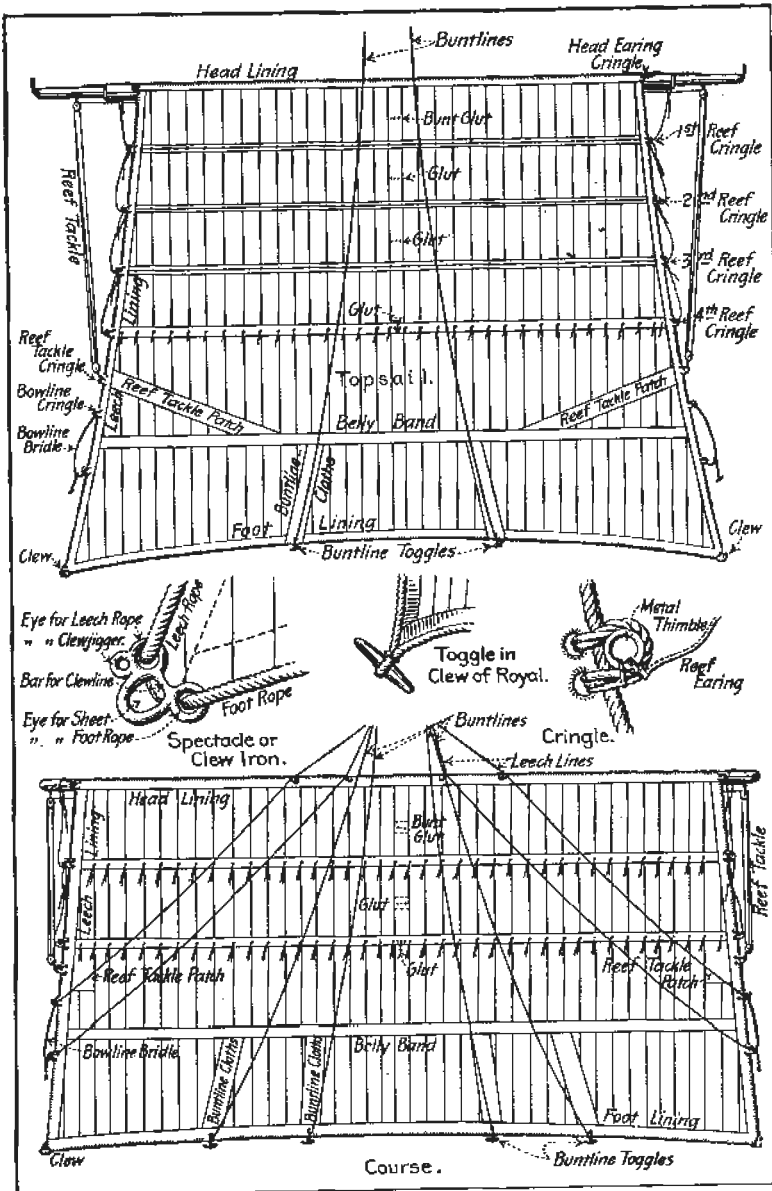 Buntlines
Head Lining
Head Earing
Cringle
Bunt Glut
1st Reef
Cringle
Reef Tackle
Glut
2nd Reef
Cringle
Glut
3rd Reef
Cringle
Lining
Glut
4th Reef
Cringle
Reef
Tackle
Cringle
Topsail.
Bowline
Cringle
Leech
Reef Tackle Patch
Reef Tackle Patch
Bowline
Bridle
Belly Band
Buntline
Cloths
Foot Lining
Clew
Buntline Toggles
Clew
Eye for Leech Rope
" " Clewjigger.
Bar for Clewline
Eye for Sheet
" " Foot Rope
Leech Rope
Foot Rope
Spectacle or
Clew Iron.
Toggle in
Clew of Royal.
Metal
Thimble
Reef
Earing
Cringle.
Buntlines
Leech Lines
Head Lining
Lining
Bunt
Glut
Reef Tackle
Leech
Glut
Reef Tackle Patch
Glut
Reef Tackle
Patch
Bowline Bridle
Belly Band
Buntline Cloths
Buntline Cloths
Foot Lining
Clew
Course.
Buntline Toggles